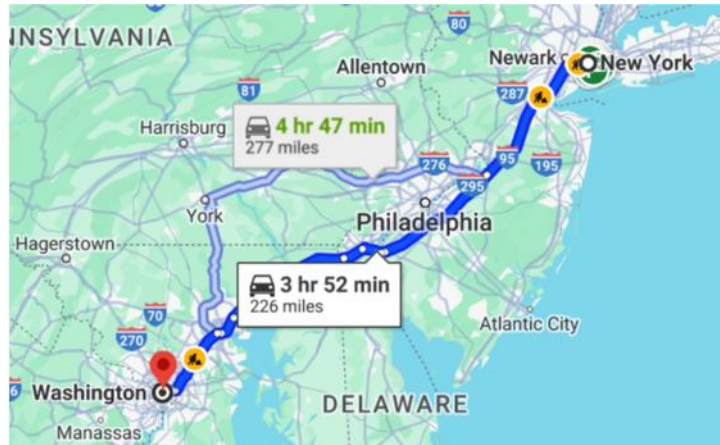 NNSYLVANIA
80
Newark
New York
Allentown
81
287
Harrisburg
4 hr 47 min
277 miles
276
95
195
295
York
Philadelphia
Hagerstown
3 hr 52 min
226 miles
70
Atlantic City
270
Washington
DELAWARE
6
Manassas